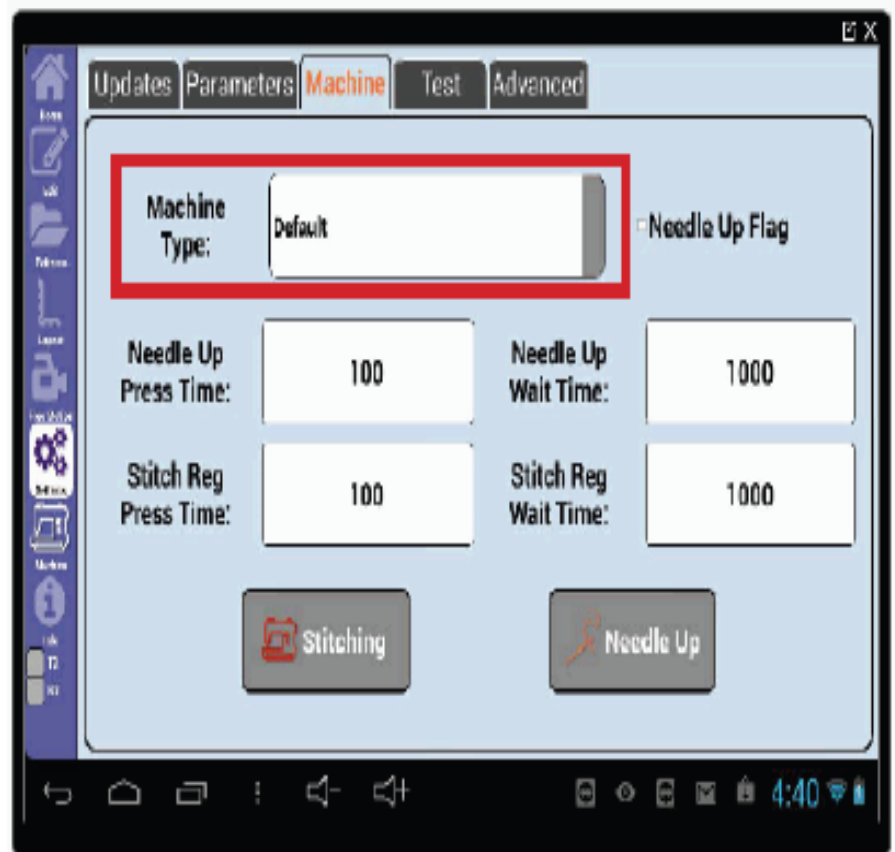 Updates Parameters Machine Test Advanced
Home
Machine
Type:
Default
Needle Up Flag
Needle Up
Press Time:
100
Needle Up
Wait Time:
1000
Stitch Reg
Press Time:
100
Stitch Reg
Wait Time:
1000
Stitching
Needle Up
4:40